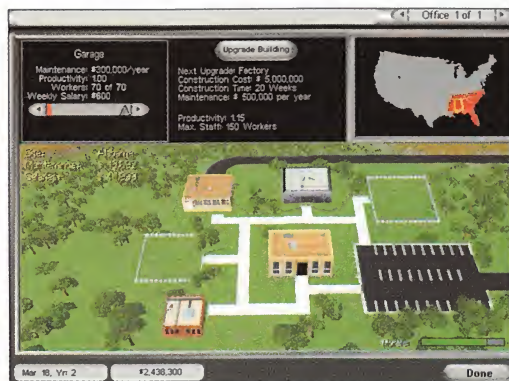 Office 1 of 1
Garage
Maintenance: $300,000/year
Productivity: 1.00
Workers: 70 of 70
Weekly Salary: $600
Upgrade Building
Next Upgrade: Factory
Construction Cost: $ 5,000,000
Construction Time: 20 Weeks
Maintenance: $ 500,000 per year
Productivity: 1.15
Max. Staff: 150 Workers
Mar 18, Yr 2
$2,438,300
Done